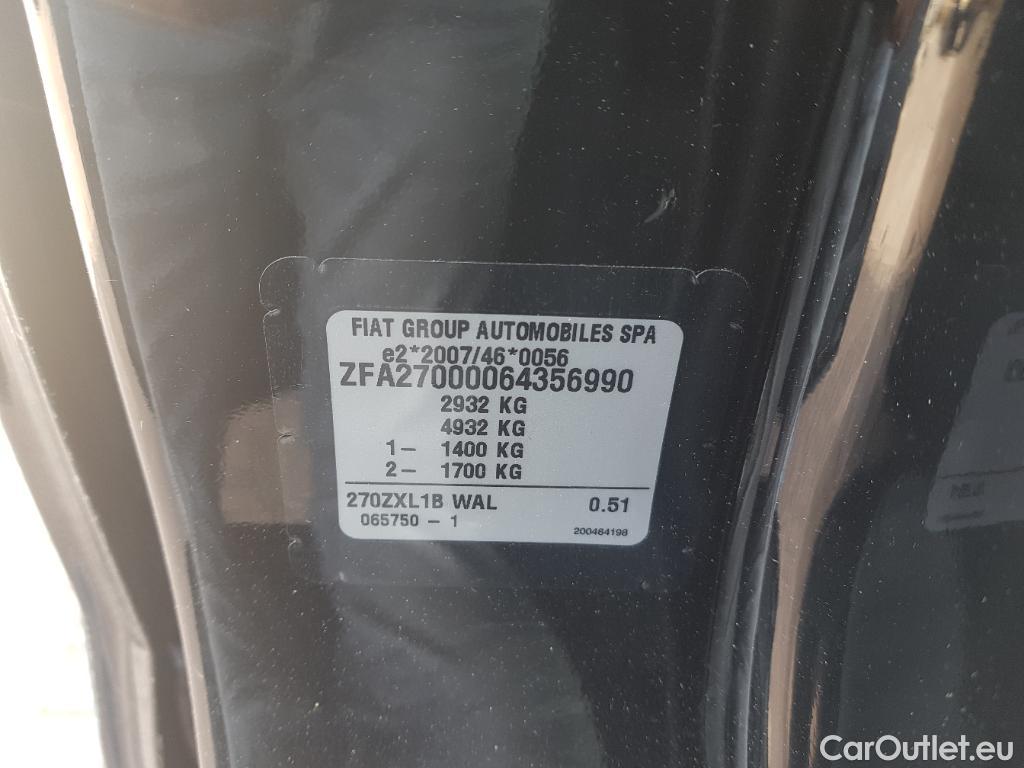 FIAT GROUP AUTOMOBILES SPA
e2*2007/46*0056
ZFA27000064356990
2932 KG
4932 KG
1- 1400 KG
2- 1700 KG
270ZXL1B WAL 0.51
065750 - 1 200464198
CarOutlet.eu